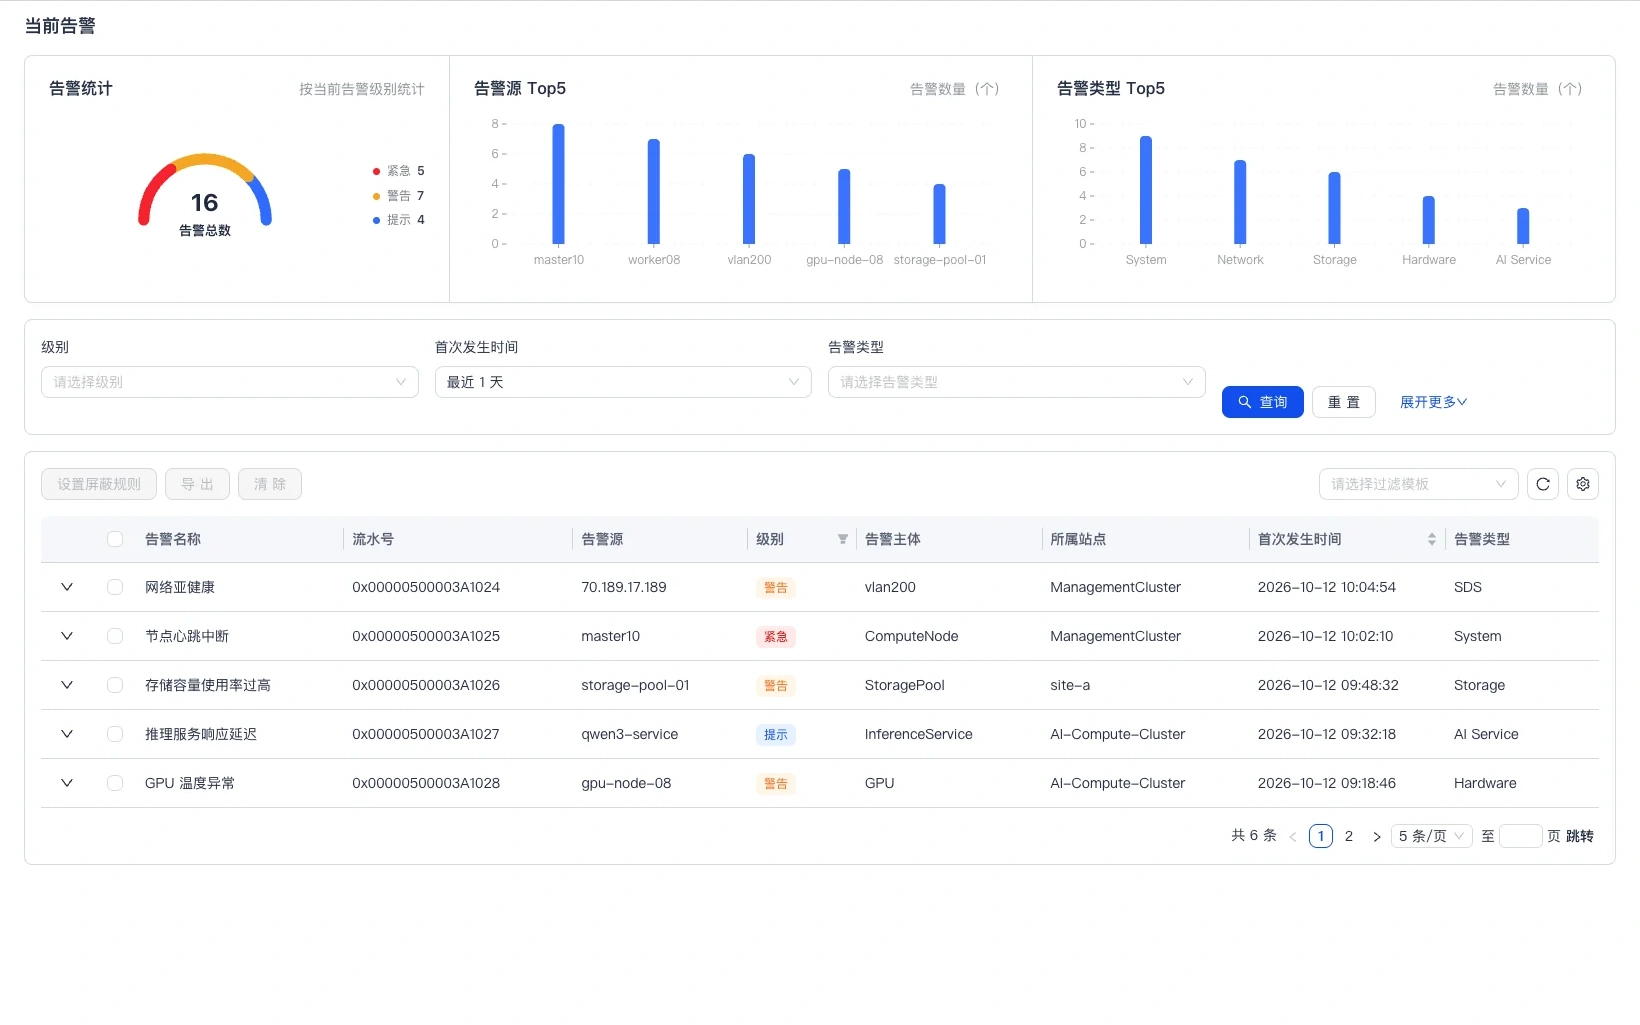 当前告警
告警统计
按当前告警级别统计
16
告警总数
紧急 5
警告 7
提示 4
告警源 Top5
告警数量（个）
8
6
4
2
0
master10 worker08 vlan200 gpu-node-08 storage-pool-01
告警类型 Top5
告警数量（个）
10
8
6
4
2
0
System Network Storage Hardware AI Service
级别 首次发生时间 告警类型
请选择级别 最近 1 天 请选择告警类型 查询 重 置 展开更多
设置屏蔽规则 导 出 清 除 请选择过滤模板
告警名称 流水号 告警源 级别 告警主体 所属站点 首次发生时间 告警类型
网络亚健康 0x00000500003A1024 70.189.17.189 警告 vlan200 ManagementCluster 2026-10-12 10:04:54 SDS
节点心跳中断 0x00000500003A1025 master10 紧急 ComputeNode ManagementCluster 2026-10-12 10:02:10 System
存储容量使用率过高 0x00000500003A1026 storage-pool-01 警告 StoragePool site-a 2026-10-12 09:48:32 Storage
推理服务响应延迟 0x00000500003A1027 qwen3-service 提示 InferenceService AI-Compute-Cluster 2026-10-12 09:32:18 AI Service
GPU 温度异常 0x00000500003A1028 gpu-node-08 警告 GPU AI-Compute-Cluster 2026-10-12 09:18:46 Hardware
共 6 条 < 1 2 > 5 条/页 至 页 跳转